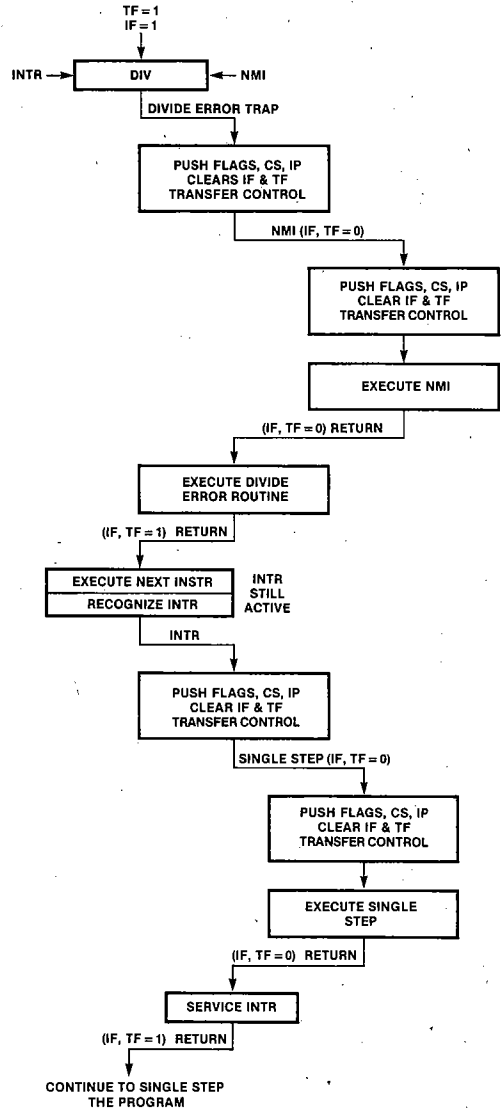 TF=1
IF=1
INTR
DIV
NMI
DIVIDE ERROR TRAP
PUSH FLAGS, CS, IP
CLEARS IF & TF
TRANSFER CONTROL
NMI (IF, TF=0)
PUSH FLAGS, CS, IP
CLEAR IF & TF
TRANSFER CONTROL
EXECUTE NMI
(IF, TF=0) RETURN
EXECUTE DIVIDE
ERROR ROUTINE
(IF, TF=1) RETURN
EXECUTE NEXT INSTR
RECOGNIZE INTR
INTR
STILL
ACTIVE
INTR
PUSH FLAGS, CS, IP
CLEAR IF & TF
TRANSFER CONTROL
SINGLE STEP (IF, TF=0)
PUSH FLAGS, CS, IP
CLEAR IF & TF
TRANSFER CONTROL
EXECUTE SINGLE
STEP
(IF, TF=0) RETURN
SERVICE INTR
(IF, TF=1) RETURN
CONTINUE TO SINGLE STEP
THE PROGRAM